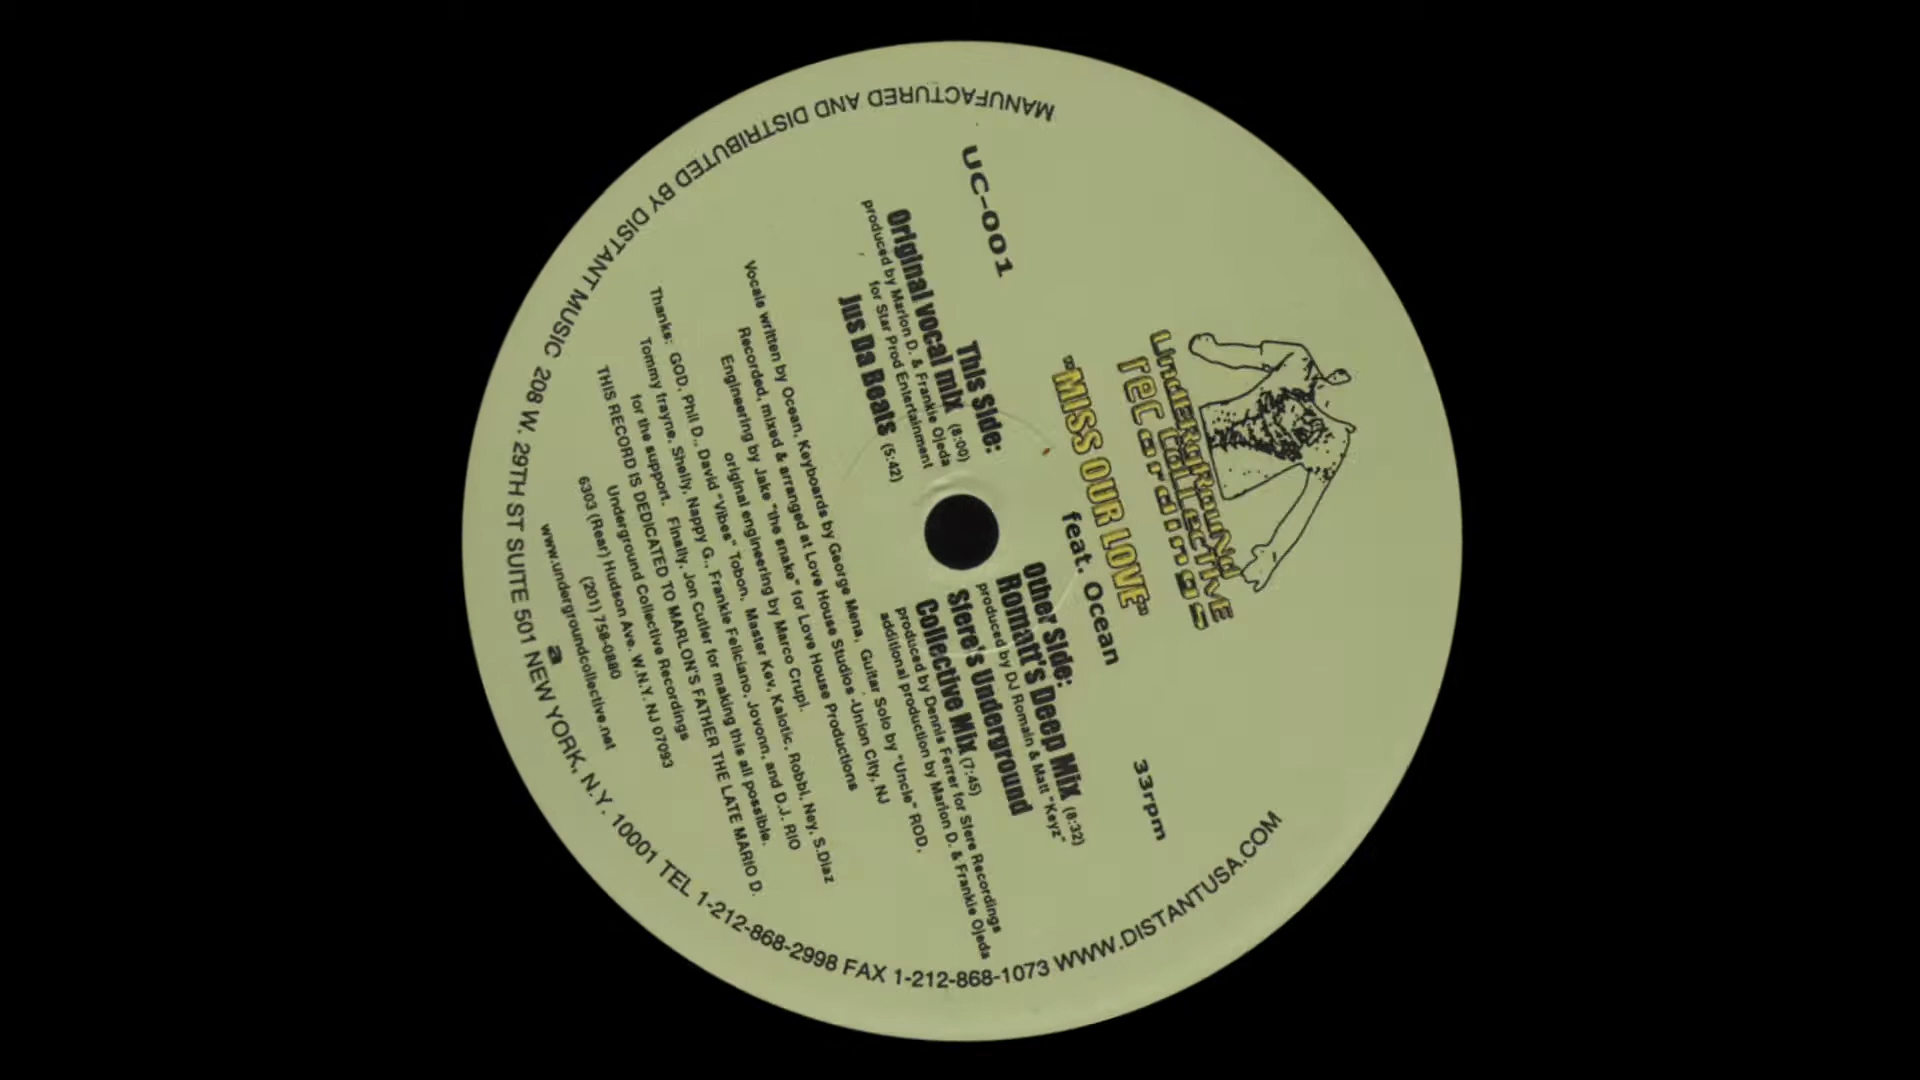 UndERgRouNd
coLLectIVE
recordings
"MISS OUR LOVE"
feat. Ocean
UC-001
33rpm
This Side:
Original vocal mix (8:00)
produced by Marlon D. & Frankie Ojeda
for Star Prod Entertainment
Jus Da Beats (5:42)
Other Side:
Romatt's Deep Mix (8:32)
produced by DJ Romain & Matt "Keyz"
Sfere's Underground
Collective Mix (7:45)
produced by Dennis Ferrer for Sfere Recordings
additional production by Marlon D. & Frankie Ojeda
Vocals written by Ocean, Keyboards by George Mena, Guitar Solo by "Uncle" ROD.
Recorded, mixed & arranged at Love House Studios -Union City, NJ
Engineering by Jake "the snake" for Love House Productions
original engineering by Marco Crupi.
Thanks: GOD, Phil D., David "Vibes" Tobon, Master Kev, Kalotic, Robbi, Ney, S.Diaz
Tommy frayne, Shelly, Nappy G., Frankie Feliciano, Jovonn, and D.J. RIO
for the support. Finally, Jon Cutler for making this all possible.
THIS RECORD IS DEDICATED TO MARLON'S FATHER THE LATE MARIO D.
Underground Collective Recordings
6303 (Rear) Hudson Ave. W.N.Y. NJ 07093
(201) 758-0880
www.undergroundcollective.net
a
MANUFACTURED AND DISTRIBUTED BY DISTANT MUSIC 208 W. 29TH ST SUITE 501 NEW YORK, N.Y. 10001 TEL 1-212-868-2998 FAX 1-212-868-1073 WWW.DISTANTUSA.COM